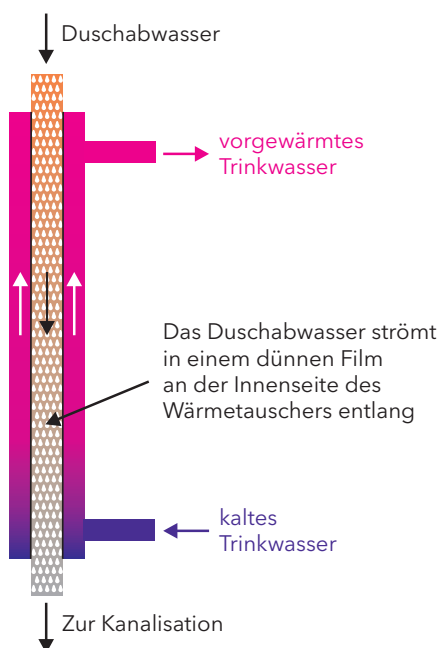 Duschabwasser
vorgewärmtes
Trinkwasser
Das Duschabwasser strömt
in einem dünnen Film
an der Innenseite des
Wärmetauschers entlang
kaltes
Trinkwasser
Zur Kanalisation